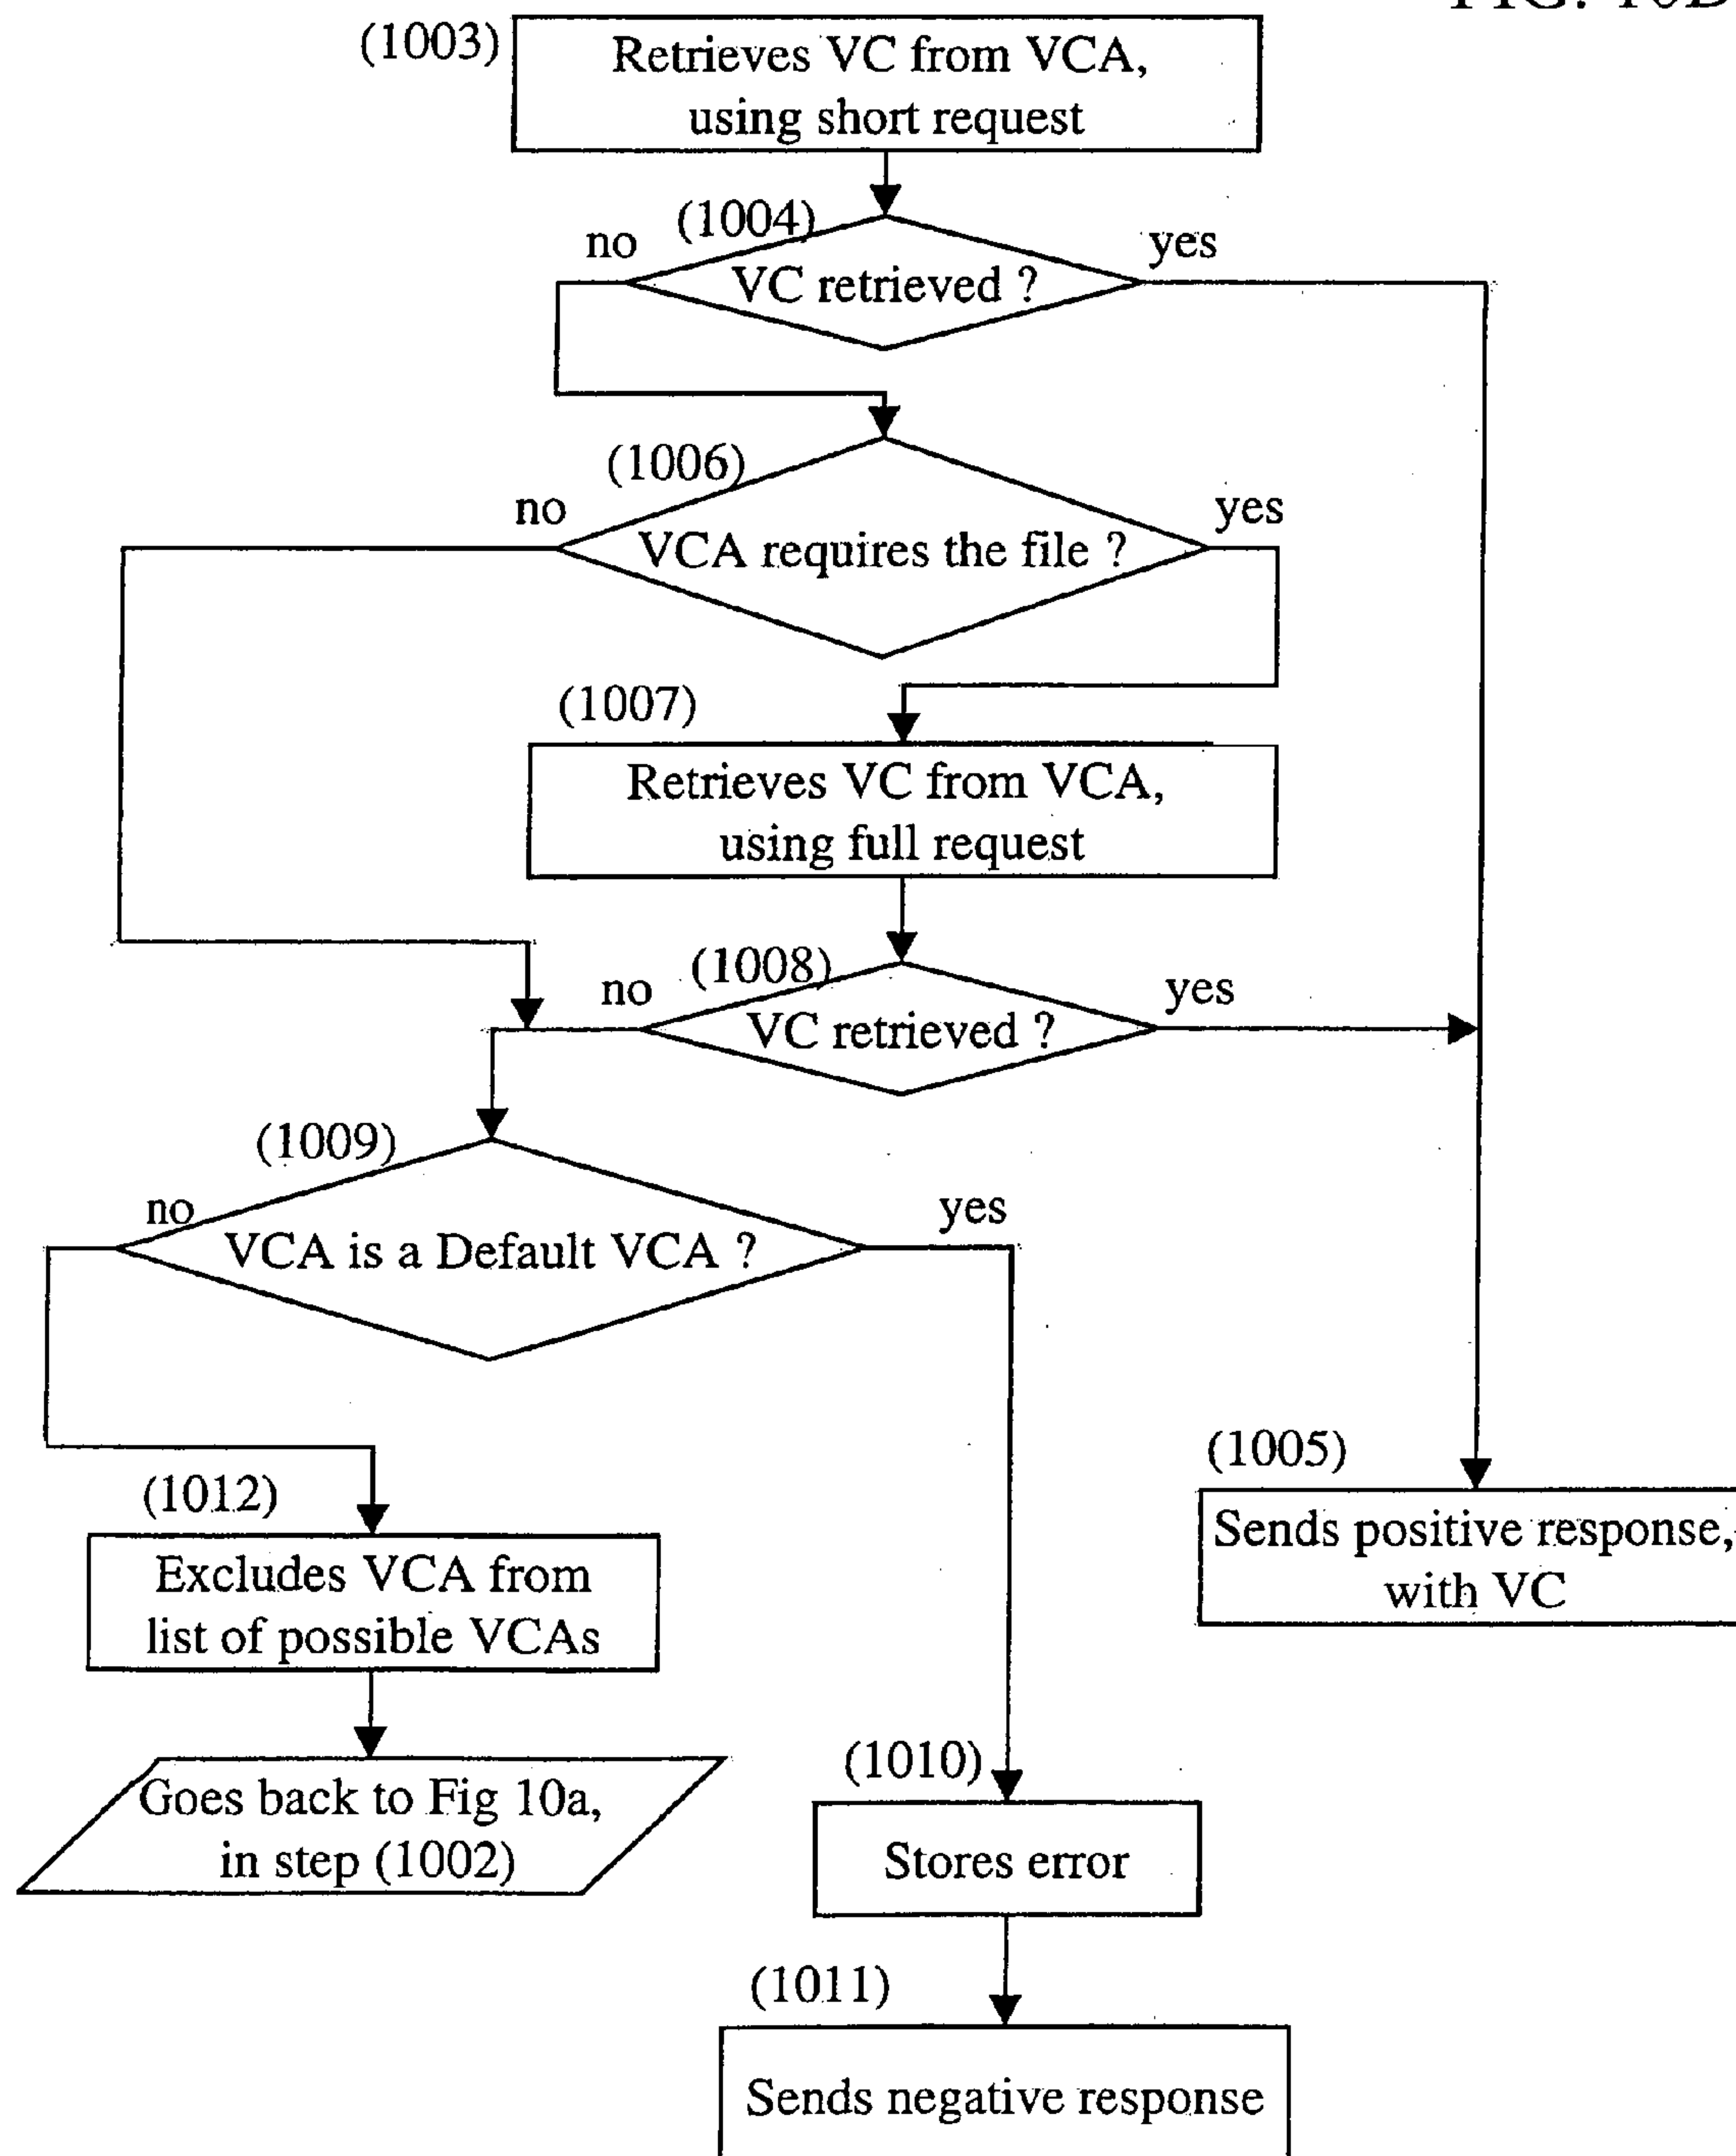 (1003)
Retrieves VC from VCA,
using short request
(1004)
no
yes
VC retrieved ?
(1006)
no
yes
VCA requires the file ?
(1007)
Retrieves VC from VCA,
using full request
(1008)
no
yes
VC retrieved ?
(1009)
no
yes
VCA is a Default VCA ?
(1005)
Sends positive response,
with VC
(1012)
Excludes VCA from
list of possible VCAs
Goes back to Fig 10a,
in step (1002)
(1010)
Stores error
(1011)
Sends negative response